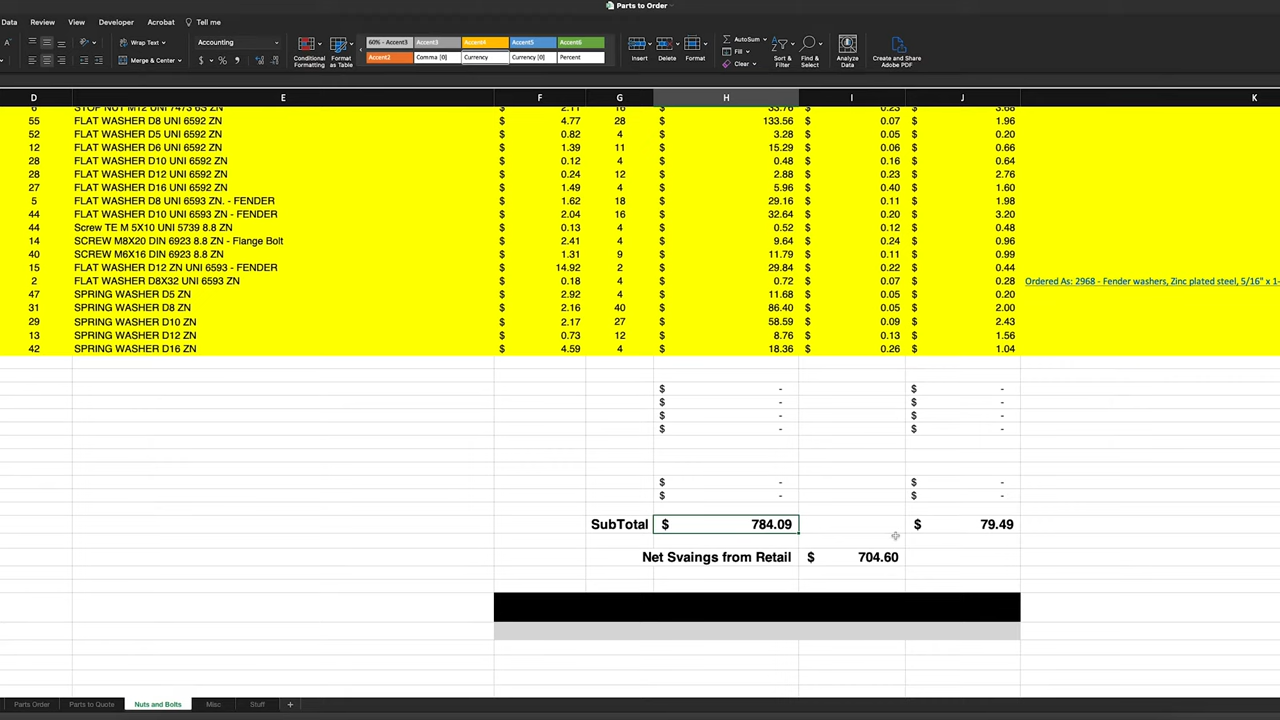 Parts to Order
Data Review View Developer Acrobat Tell me
Wrap Text Accounting 60% - Accent3 Accent3 Accent4 Accent5 Accent6 AutoSum
Fill
Merge & Center $ % Conditional Formatting Format as Table Accent2 Comma [0] Currency Currency [0] Percent Insert Delete Format Clear Sort & Filter Find & Select Analyze Data Create and Share Adobe PDF
D E F G H I J K
6 STOP NUT M12 UNI 7473 6S ZN $ 2.11 16 $ 33.76 $ 0.23 $ 3.68
55 FLAT WASHER D8 UNI 6592 ZN $ 4.77 28 $ 133.56 $ 0.07 $ 1.96
52 FLAT WASHER D5 UNI 6592 ZN $ 0.82 4 $ 3.28 $ 0.05 $ 0.20
12 FLAT WASHER D6 UNI 6592 ZN $ 1.39 11 $ 15.29 $ 0.06 $ 0.66
28 FLAT WASHER D10 UNI 6592 ZN $ 0.12 4 $ 0.48 $ 0.16 $ 0.64
28 FLAT WASHER D12 UNI 6592 ZN $ 0.24 12 $ 2.88 $ 0.23 $ 2.76
27 FLAT WASHER D16 UNI 6592 ZN $ 1.49 4 $ 5.96 $ 0.40 $ 1.60
5 FLAT WASHER D8 UNI 6593 ZN. - FENDER $ 1.62 18 $ 29.16 $ 0.11 $ 1.98
44 FLAT WASHER D10 UNI 6593 ZN - FENDER $ 2.04 16 $ 32.64 $ 0.20 $ 3.20
44 Screw TE M 5X10 UNI 5739 8.8 ZN $ 0.13 4 $ 0.52 $ 0.12 $ 0.48
14 SCREW M8X20 DIN 6923 8.8 ZN - Flange Bolt $ 2.41 4 $ 9.64 $ 0.24 $ 0.96
40 SCREW M6X16 DIN 6923 8.8 ZN $ 1.31 9 $ 11.79 $ 0.11 $ 0.99
15 FLAT WASHER D12 ZN UNI 6593 - FENDER $ 14.92 2 $ 29.84 $ 0.22 $ 0.44
2 FLAT WASHER D8X32 UNI 6593 ZN $ 0.18 4 $ 0.72 $ 0.07 $ 0.28 Ordered As: 2968 - Fender washers, Zinc plated steel, 5/16" x 1-
47 SPRING WASHER D5 ZN $ 2.92 4 $ 11.68 $ 0.05 $ 0.20
31 SPRING WASHER D8 ZN $ 2.16 40 $ 86.40 $ 0.05 $ 2.00
29 SPRING WASHER D10 ZN $ 2.17 27 $ 58.59 $ 0.09 $ 2.43
13 SPRING WASHER D12 ZN $ 0.73 12 $ 8.76 $ 0.13 $ 1.56
42 SPRING WASHER D16 ZN $ 4.59 4 $ 18.36 $ 0.26 $ 1.04
$ - $ -
$ - $ -
$ - $ -
$ - $ -
$ - $ -
$ - $ -
SubTotal $ 784.09 $ 79.49
Net Svaings from Retail $ 704.60
Parts Order Parts to Quote Nuts and Bolts Misc Stuff +